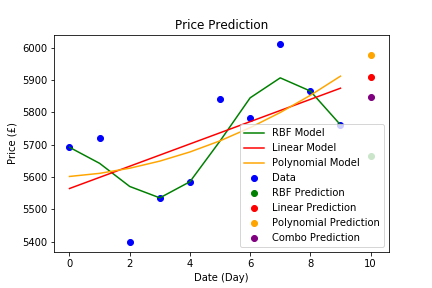 Price Prediction
Price (£)
6000
5900
5800
5700
5600
5500
5400
RBF Model
Linear Model
Polynomial Model
Data
RBF Prediction
Linear Prediction
Polynomial Prediction
Combo Prediction
0 2 4 6 8 10
Date (Day)